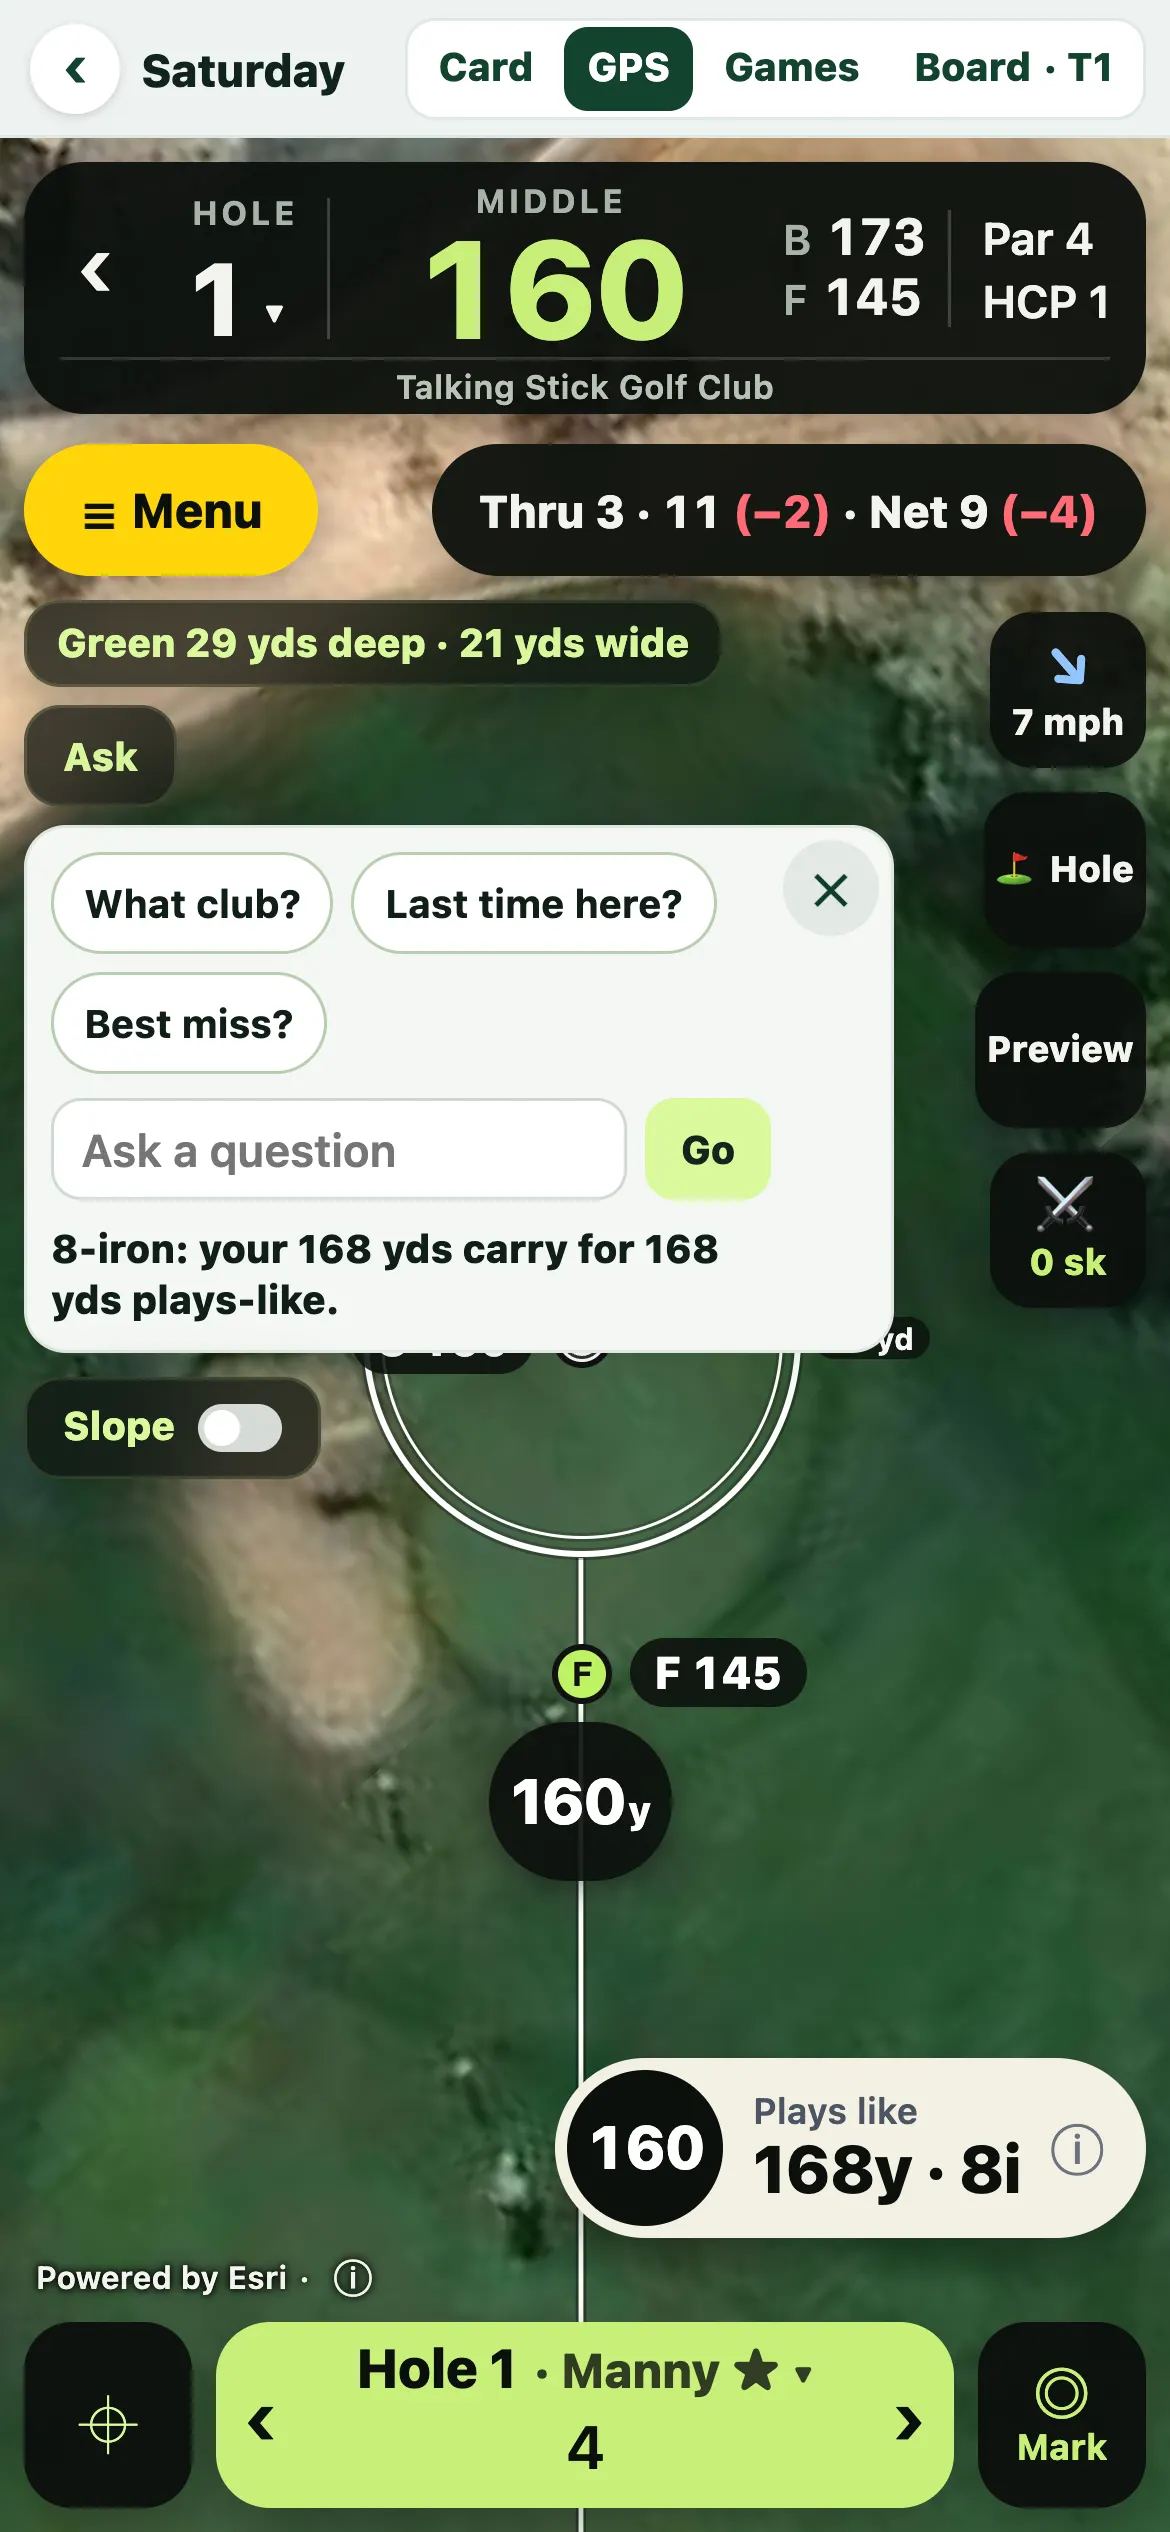 Saturday
Card
GPS
Games
Board · T1
HOLE
1
MIDDLE
160
B 173
F 145
Par 4
HCP 1
Talking Stick Golf Club
Menu
Thru 3 · 11 (−2) · Net 9 (−4)
Green 29 yds deep · 21 yds wide
7 mph
Ask
What club?
Last time here?
Hole
Best miss?
Preview
Ask a question
Go
8-iron: your 168 yds carry for 168
yds plays-like.
0 sk
yd
Slope
F
F 145
160y
160
Plays like
168y · 8i
Powered by Esri ·
Hole 1 · Manny ★
4
Mark